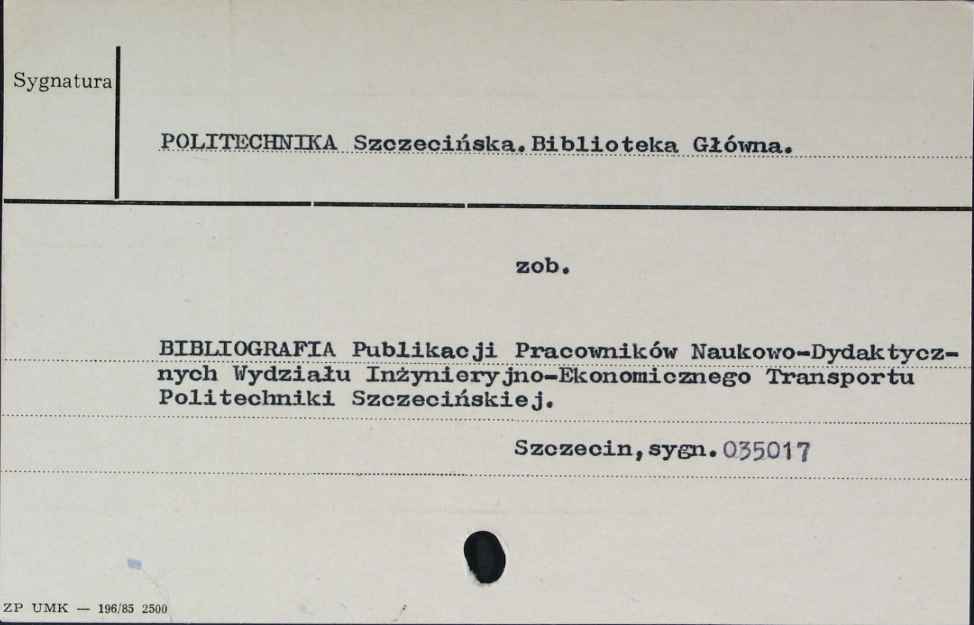 Sygnatura
POLITECHNIKA Szczecińska.Biblioteka Główna.
zob.
BIBLIOGRAFIA Publikacji Pracowników Naukowo-Dydaktycz-
nych Wydziału Inżynieryjno-Ekonomicznego Transportu
Politechniki Szczecińskiej.
Szczecin,sygn. 035017
ZP UMK — 196/85 2500